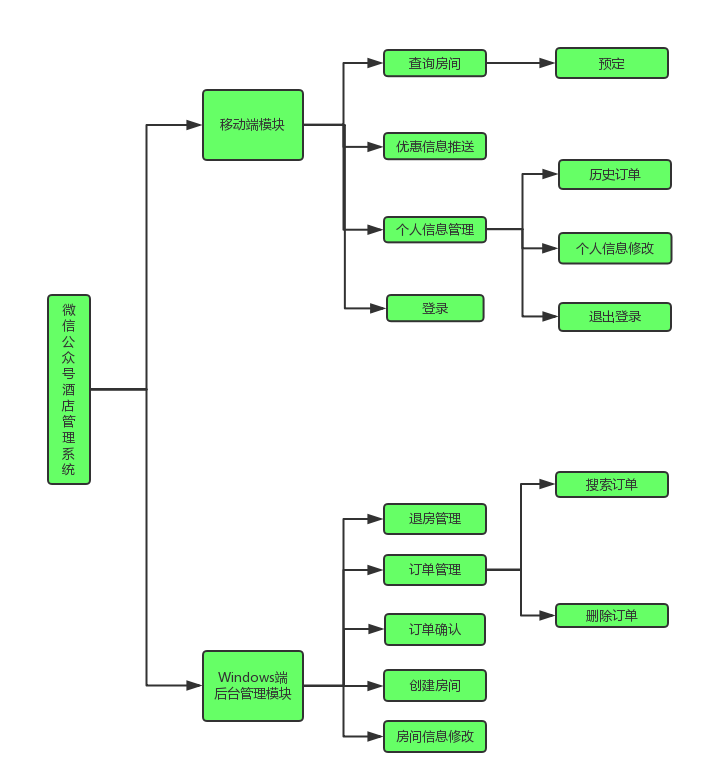 微信公众号酒店管理系统
移动端模块
查询房间
预定
优惠信息推送
个人信息管理
历史订单
个人信息修改
退出登录
登录
Windows端
后台管理模块
退房管理
订单管理
搜索订单
删除订单
订单确认
创建房间
房间信息修改